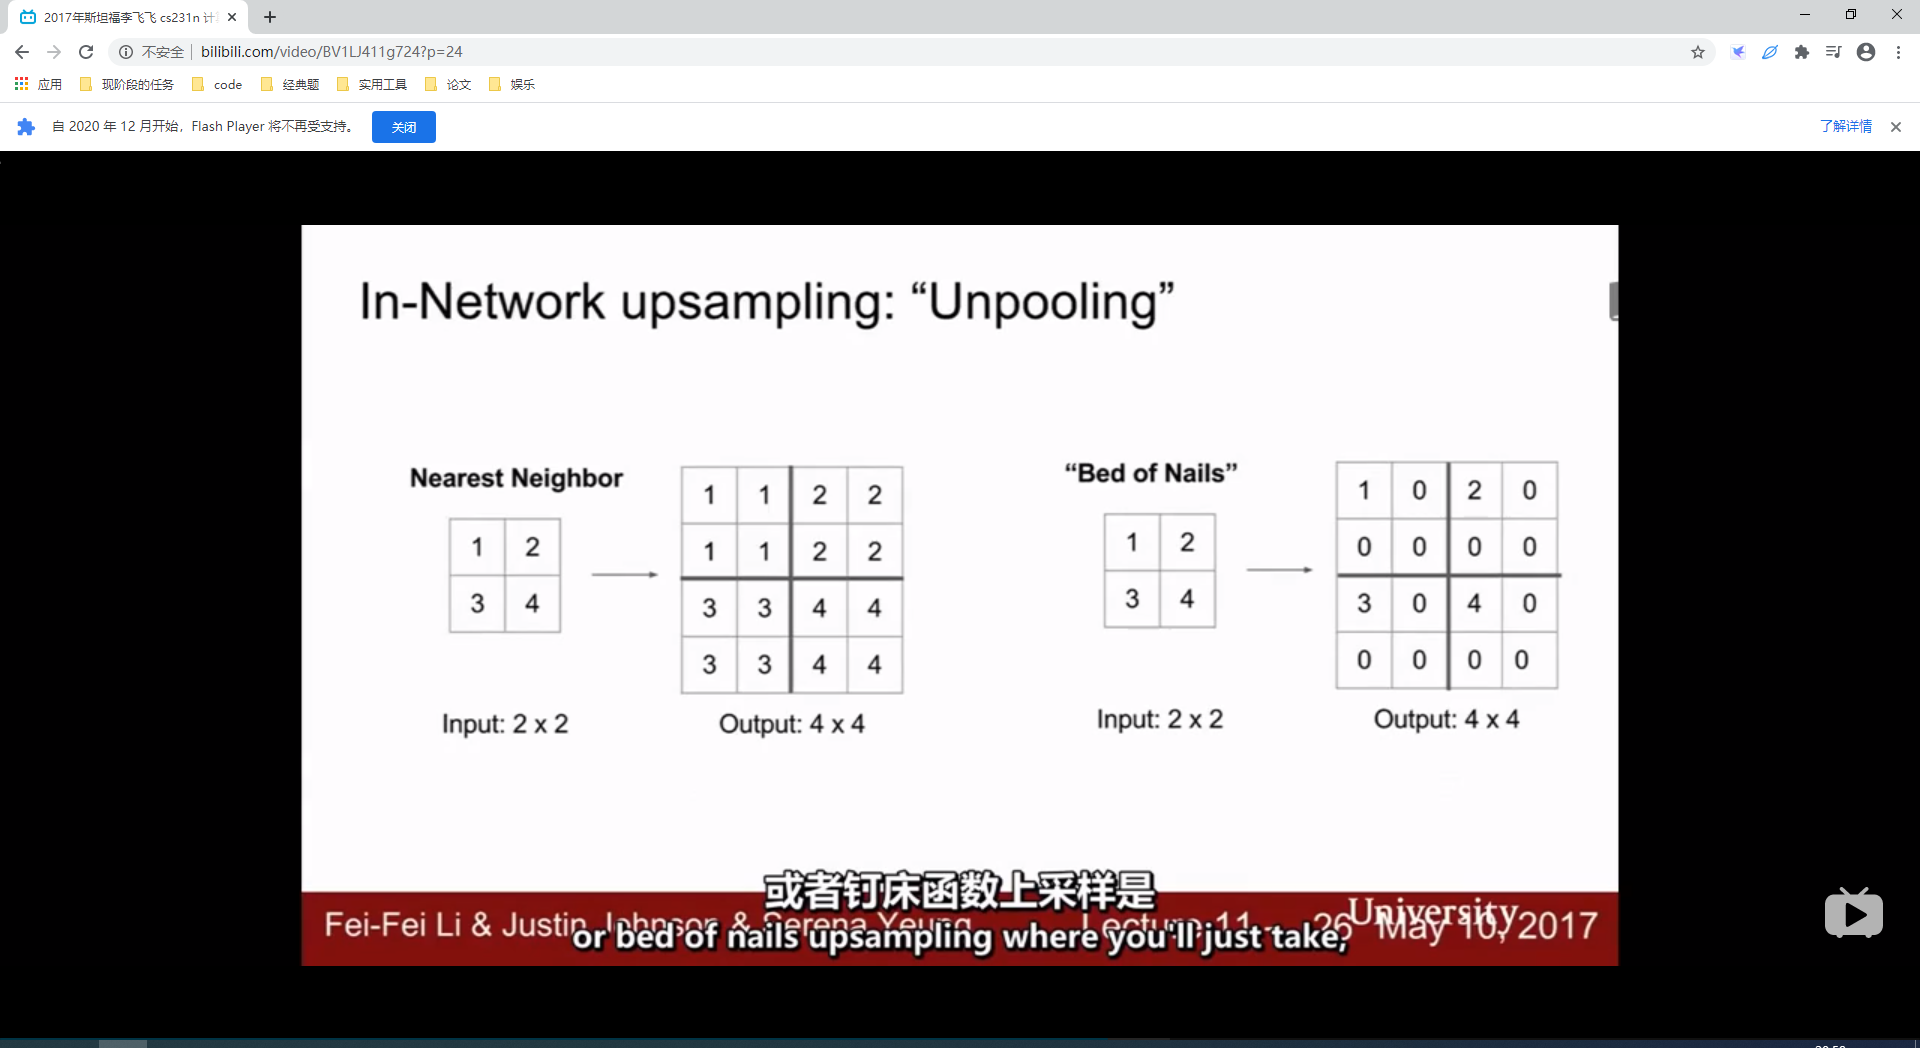 2017年斯坦福李飞飞 cs231n 计
不安全 bilibili.com/video/BV1LJ411g724?p=24
应用 现阶段的任务 code 经典题 实用工具 论文 娱乐
自 2020 年 12 月开始，Flash Player 将不再受支持。 关闭 了解详情
In-Network upsampling: “Unpooling”
Nearest Neighbor
1 2
3 4
Input: 2 x 2
1 1 2 2
1 1 2 2
3 3 4 4
3 3 4 4
Output: 4 x 4
“Bed of Nails”
1 2
3 4
Input: 2 x 2
1 0 2 0
0 0 0 0
3 0 4 0
0 0 0 0
Output: 4 x 4
或者钉床函数上采样是
Fei-Fei Li & Justin Johnson & Serena Yeung Lecture 11 - 26 May 10, 2017
University
or bed of nails upsampling where you'll just take,